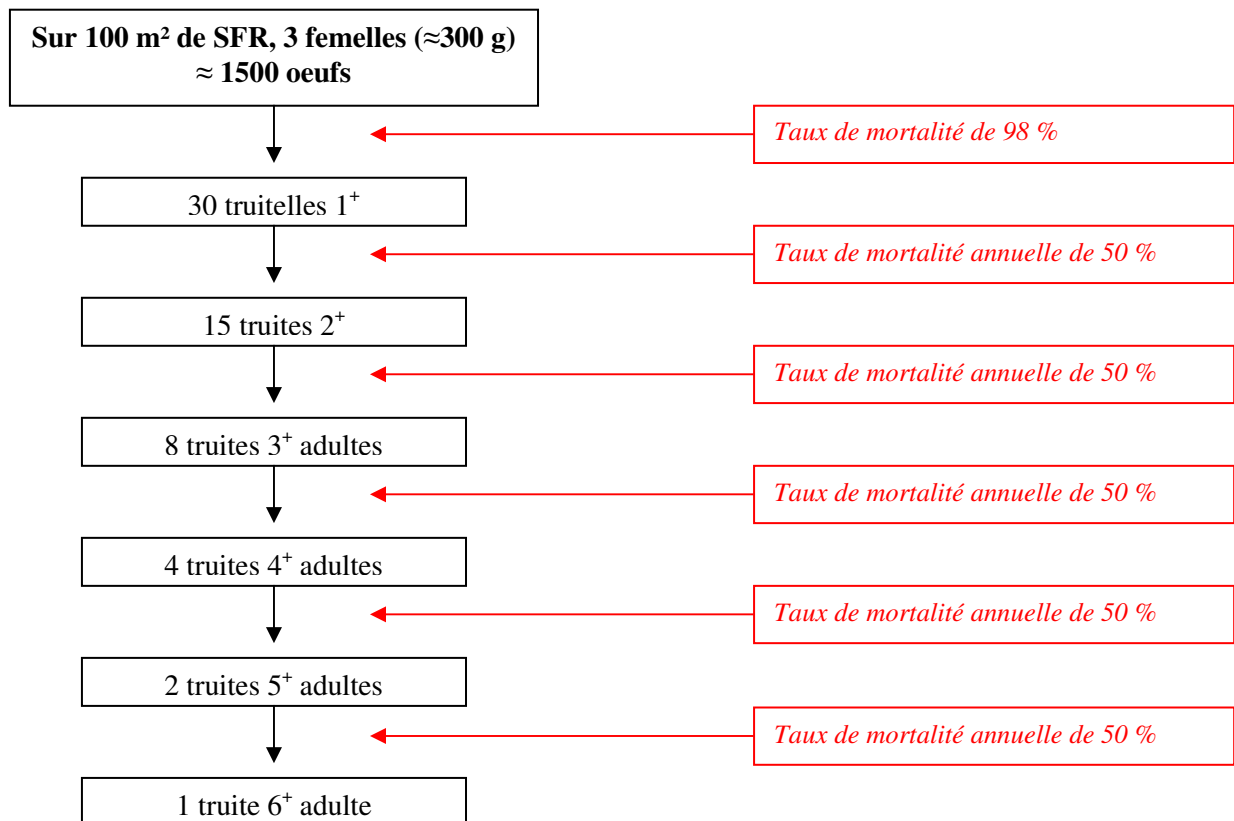 Sur 100 m² de SFR, 3 femelles (≈300 g)
≈ 1500 oeufs
Taux de mortalité de 98 %
30 truitelles 1⁺
Taux de mortalité annuelle de 50 %
15 truites 2⁺
Taux de mortalité annuelle de 50 %
8 truites 3⁺ adultes
Taux de mortalité annuelle de 50 %
4 truites 4⁺ adultes
Taux de mortalité annuelle de 50 %
2 truites 5⁺ adultes
Taux de mortalité annuelle de 50 %
1 truite 6⁺ adulte